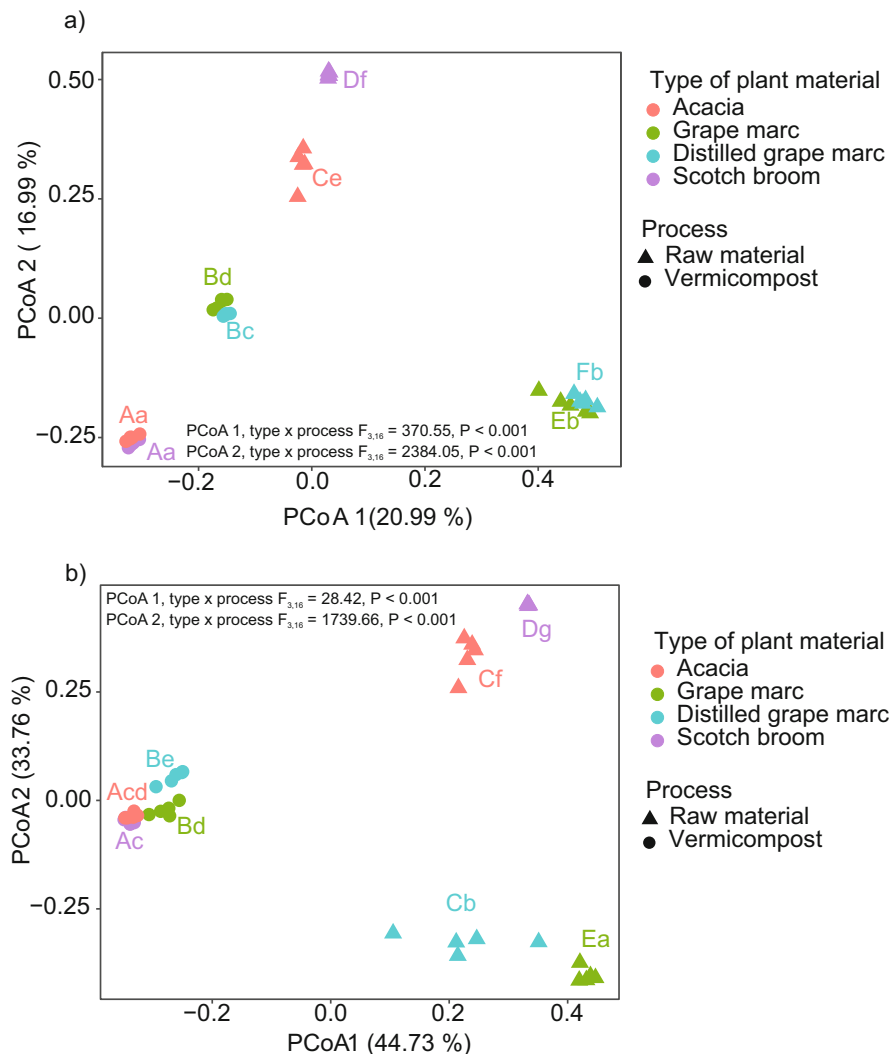 a)
0.50
0.25
0.00
−0.25
PCoA 2 ( 16.99 %)
Df
Ce
Bd
Bc
Fb
Eb
Aa
Aa
PCoA 1, type x process F3,16 = 370.55, P < 0.001
PCoA 2, type x process F3,16 = 2384.05, P < 0.001
−0.2 0.0 0.2 0.4
PCoA 1(20.99 %)
Type of plant material
Acacia
Grape marc
Distilled grape marc
Scotch broom
Process
Raw material
Vermicompost
b)
PCoA 1, type x process F3,16 = 28.42, P < 0.001
PCoA 2, type x process F3,16 = 1739.66, P < 0.001
0.25
0.00
−0.25
PCoA 2 (33.76 %)
Dg
Cf
Be
Acd
Bd
Ac
Cb
Ea
−0.2 0.0 0.2 0.4
PCoA1 (44.73 %)
Type of plant material
Acacia
Grape marc
Distilled grape marc
Scotch broom
Process
Raw material
Vermicompost